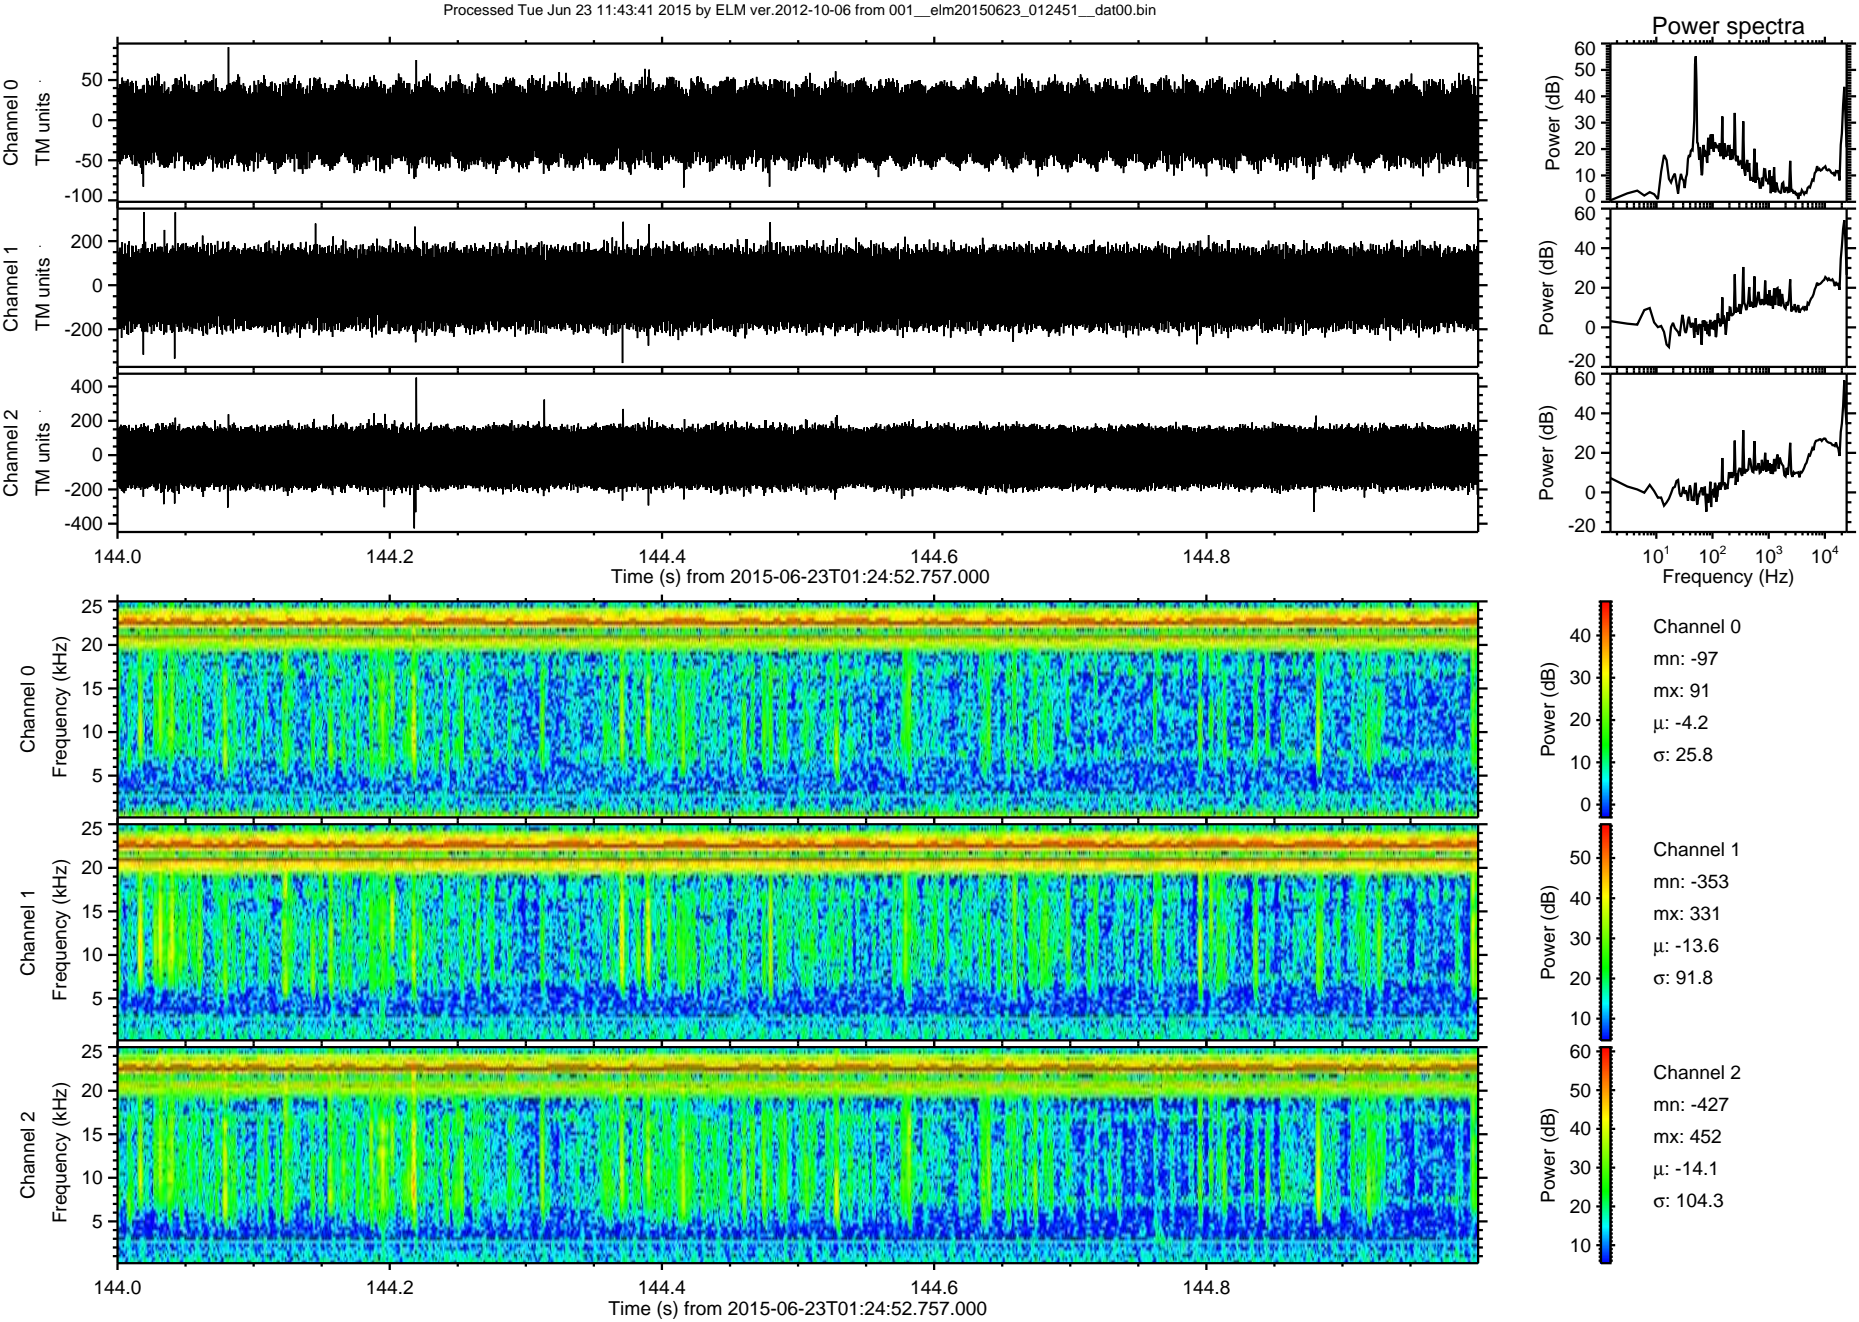 Processed Tue Jun 23 11:43:41 2015 by ELM ver.2012-10-06 from 001__elm20150623_012451__dat00.bin
Power spectra
Channel 0
TM units
50
0
-50
-100
Power (dB)
60
50
40
30
20
10
0
Channel 1
TM units
200
0
-200
Power (dB)
60
40
20
0
-20
Channel 2
TM units
400
200
0
-200
-400
Power (dB)
60
40
20
0
-20
144.0 144.2 144.4 144.6 144.8
Time (s) from 2015-06-23T01:24:52.757.000
10¹ 10² 10³ 10⁴
Frequency (Hz)
Channel 0
Frequency (kHz)
25
20
15
10
5
Power (dB)
40
30
20
10
0
Channel 0
mn: -97
mx: 91
μ: -4.2
σ: 25.8
Channel 1
Frequency (kHz)
25
20
15
10
5
Power (dB)
50
40
30
20
10
Channel 1
mn: -353
mx: 331
μ: -13.6
σ: 91.8
Channel 2
Frequency (kHz)
25
20
15
10
5
Power (dB)
60
50
40
30
20
10
Channel 2
mn: -427
mx: 452
μ: -14.1
σ: 104.3
144.0 144.2 144.4 144.6 144.8
Time (s) from 2015-06-23T01:24:52.757.000